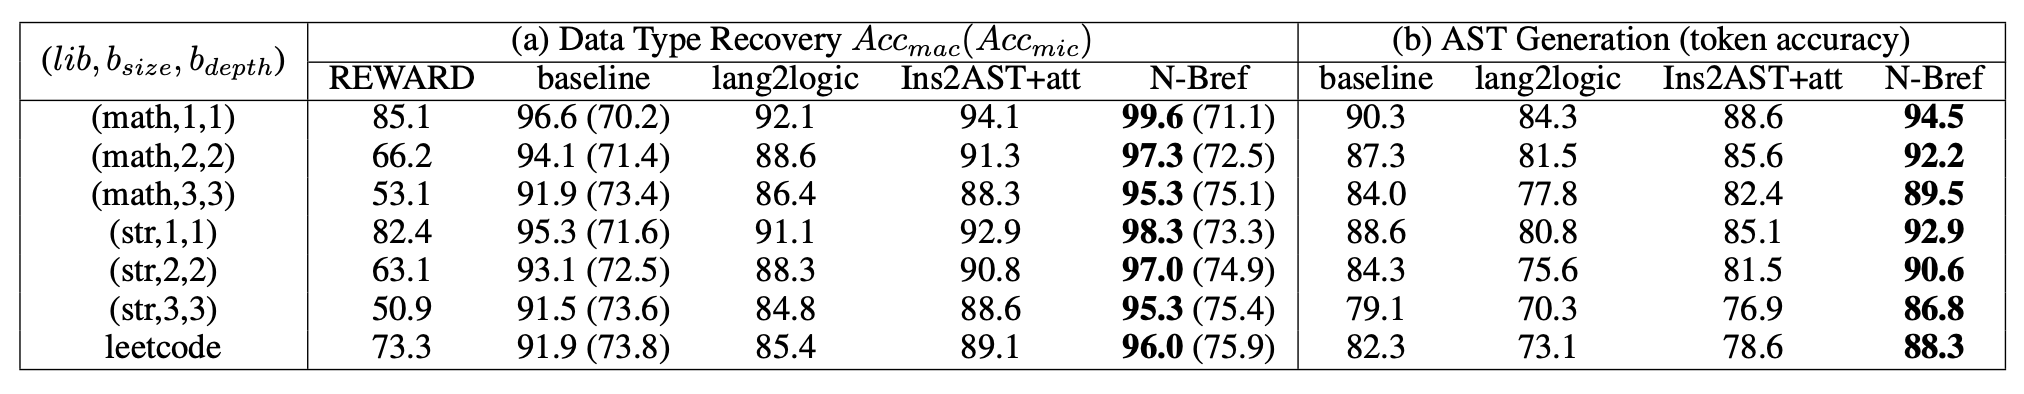 (lib, b_size, b_depth) (a) Data Type Recovery Acc_mac(Acc_mic) (b) AST Generation (token accuracy)
REWARD baseline lang2logic Ins2AST+att N-Bref baseline lang2logic Ins2AST+att N-Bref
(math,1,1) 85.1 96.6 (70.2) 92.1 94.1 99.6 (71.1) 90.3 84.3 88.6 94.5
(math,2,2) 66.2 94.1 (71.4) 88.6 91.3 97.3 (72.5) 87.3 81.5 85.6 92.2
(math,3,3) 53.1 91.9 (73.4) 86.4 88.3 95.3 (75.1) 84.0 77.8 82.4 89.5
(str,1,1) 82.4 95.3 (71.6) 91.1 92.9 98.3 (73.3) 88.6 80.8 85.1 92.9
(str,2,2) 63.1 93.1 (72.5) 88.3 90.8 97.0 (74.9) 84.3 75.6 81.5 90.6
(str,3,3) 50.9 91.5 (73.6) 84.8 88.6 95.3 (75.4) 79.1 70.3 76.9 86.8
leetcode 73.3 91.9 (73.8) 85.4 89.1 96.0 (75.9) 82.3 73.1 78.6 88.3